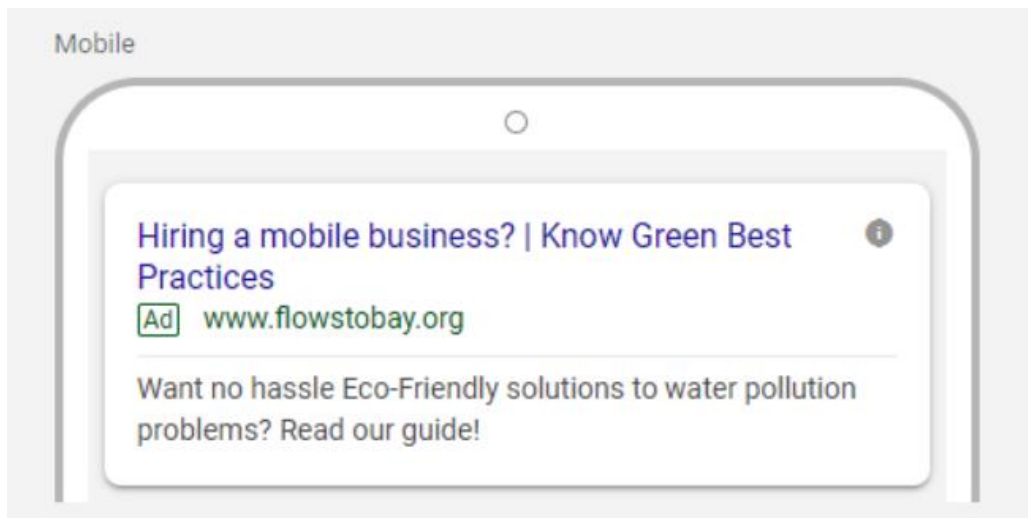 Mobile
Hiring a mobile business? | Know Green Best
Practices
Ad www.flowstobay.org
Want no hassle Eco-Friendly solutions to water pollution
problems? Read our guide!